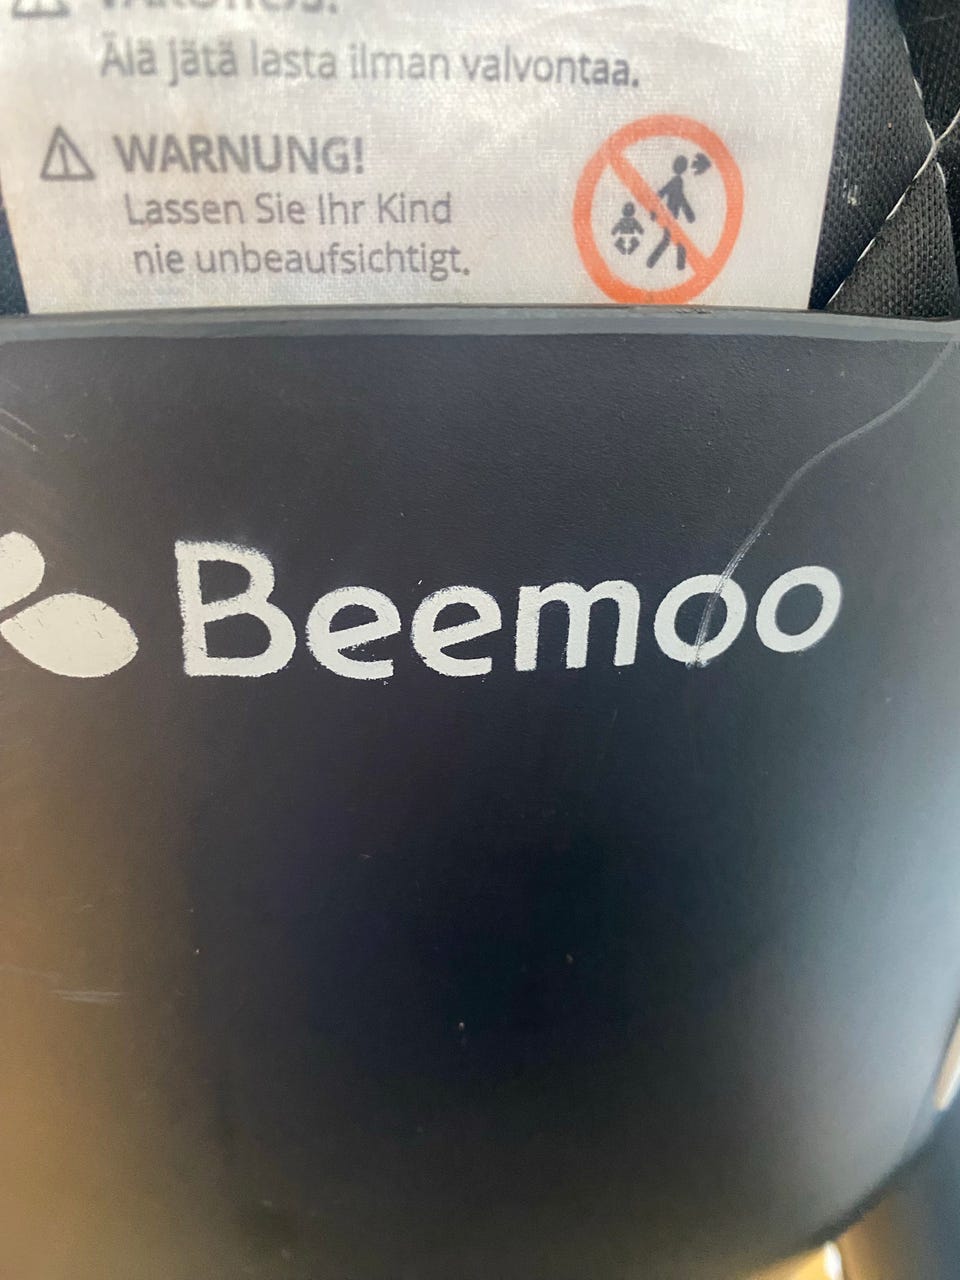 Älä jätä lasta ilman valvontaa.
WARNUNG!
Lassen Sie Ihr Kind
nie unbeaufsichtigt.
Beemoo